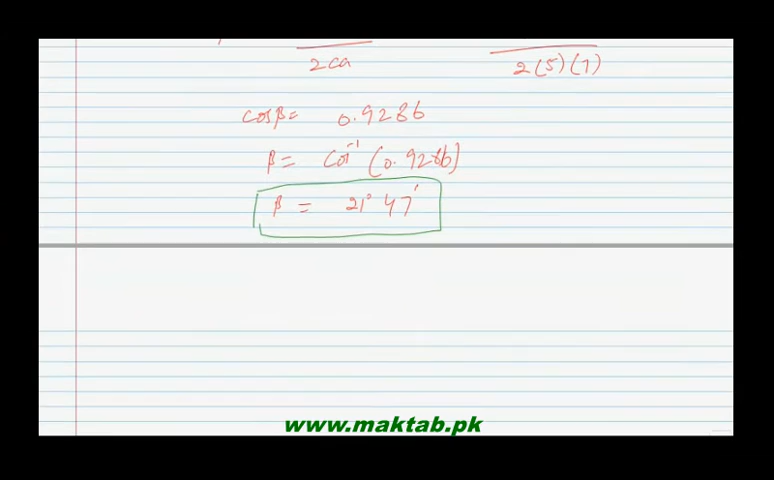 2ca 2(5)(7)
cosβ = 0.9286
β = Cos⁻¹ (0.9286)
β = 21° 47'
www.maktab.pk